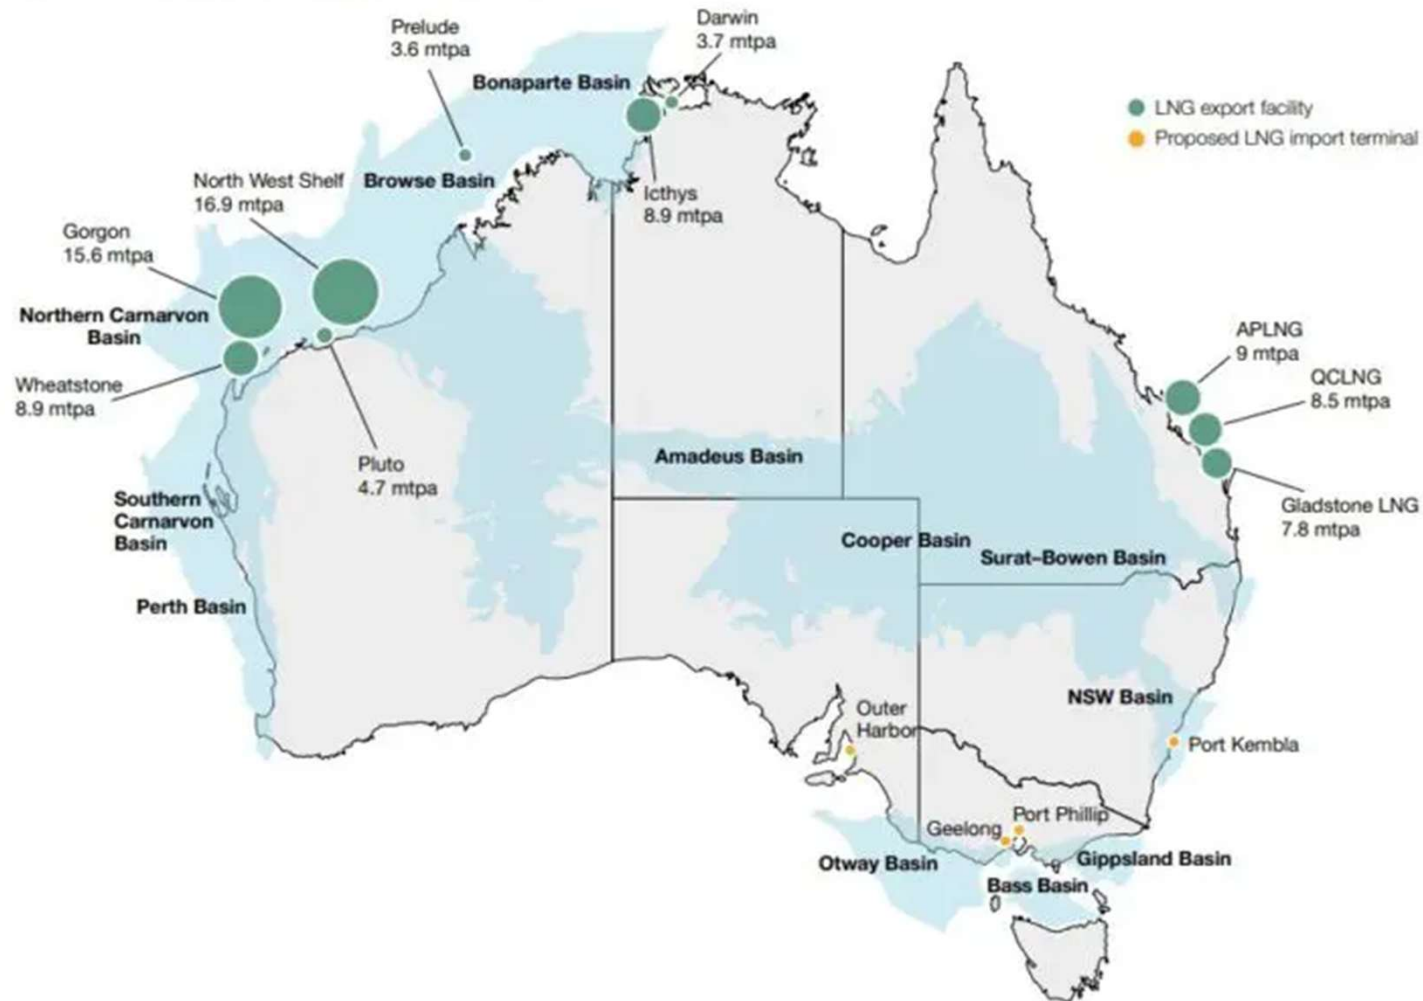 Prelude
3.6 mtpa
Darwin
3.7 mtpa
Bonaparte Basin
LNG export facility
Proposed LNG import terminal
North West Shelf
16.9 mtpa
Browse Basin
Icthys
8.9 mtpa
Gorgon
15.6 mtpa
Northern Carnarvon
Basin
Wheatstone
8.9 mtpa
APLNG
9 mtpa
QCLNG
8.5 mtpa
Pluto
4.7 mtpa
Amadeus Basin
Southern
Carnarvon
Basin
Gladstone LNG
7.8 mtpa
Cooper Basin
Surat–Bowen Basin
Perth Basin
NSW Basin
Outer
Harbor
Port Kembla
Port Phillip
Geelong
Otway Basin
Gippsland Basin
Bass Basin